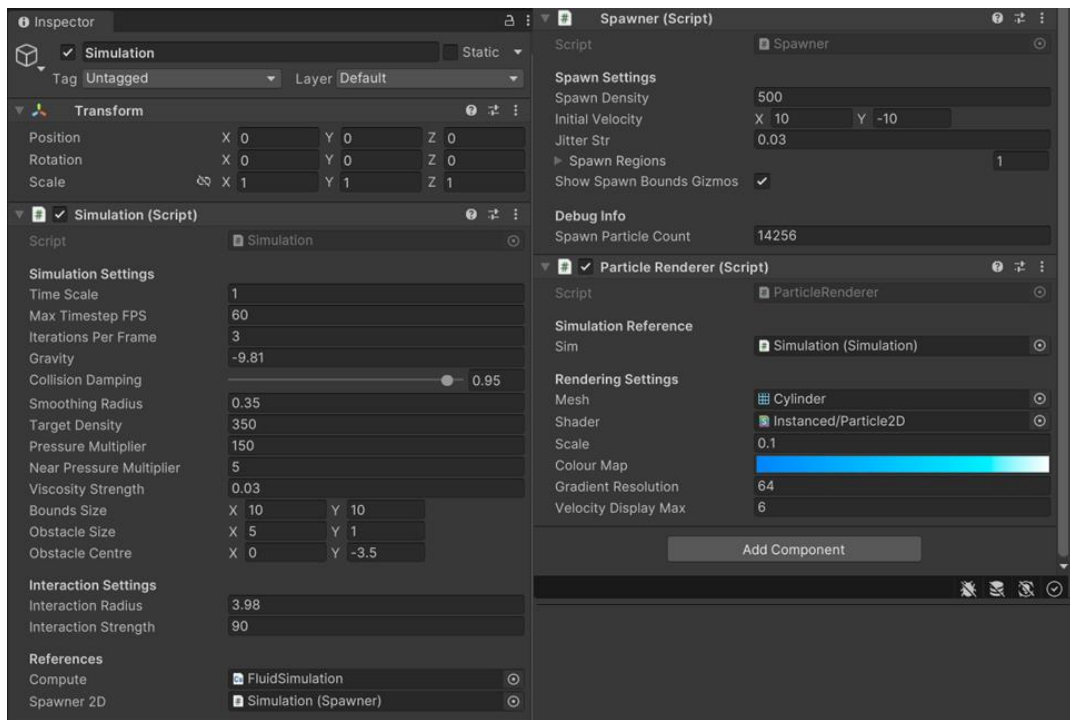 Inspector
Simulation
Static
Tag Untagged Layer Default
Transform
Position X 0 Y 0 Z 0
Rotation X 0 Y 0 Z 0
Scale X 1 Y 1 Z 1
Simulation (Script)
Script Simulation
Simulation Settings
Time Scale 1
Max Timestep FPS 60
Iterations Per Frame 3
Gravity -9.81
Collision Damping 0.95
Smoothing Radius 0.35
Target Density 350
Pressure Multiplier 150
Near Pressure Multiplier 5
Viscosity Strength 0.03
Bounds Size X 10 Y 10
Obstacle Size X 5 Y 1
Obstacle Centre X 0 Y -3.5
Interaction Settings
Interaction Radius 3.98
Interaction Strength 90
References
Compute FluidSimulation
Spawner 2D Simulation (Spawner)
Spawner (Script)
Script Spawner
Spawn Settings
Spawn Density 500
Initial Velocity X 10 Y -10
Jitter Str 0.03
Spawn Regions 1
Show Spawn Bounds Gizmos
Debug Info
Spawn Particle Count 14256
Particle Renderer (Script)
Script ParticleRenderer
Simulation Reference
Sim Simulation (Simulation)
Rendering Settings
Mesh Cylinder
Shader Instanced/Particle2D
Scale 0.1
Colour Map
Gradient Resolution 64
Velocity Display Max 6
Add Component